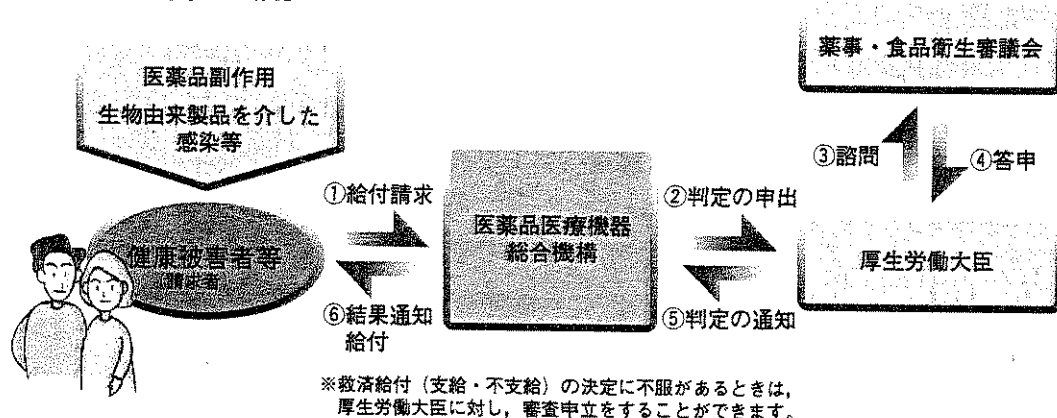 医薬品副作用
生物由来製品を介した
感染等
健康被害者等
請求者
①給付請求
⑥結果通知
給付
医薬品医療機器
総合機構
②判定の申出
⑤判定の通知
厚生労働大臣
③諮問
④答申
薬事・食品衛生審議会
※救済給付（支給・不支給）の決定に不服があるときは，
厚生労働大臣に対し，審査申立をすることができます。